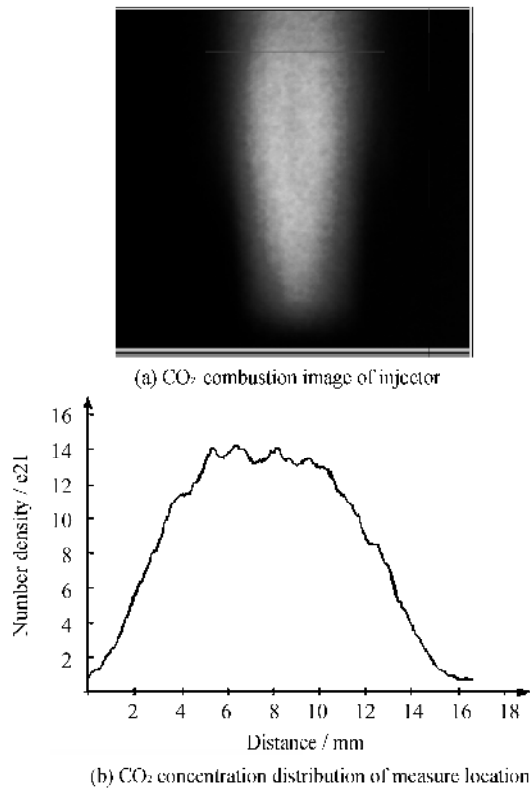 (a) CO₂ combustion image of injector
16
14
12
10
8
6
4
2
Number density / e21
2 4 6 8 10 12 14 16 18
Distance / mm
(b) CO₂ concentration distribution of measure location